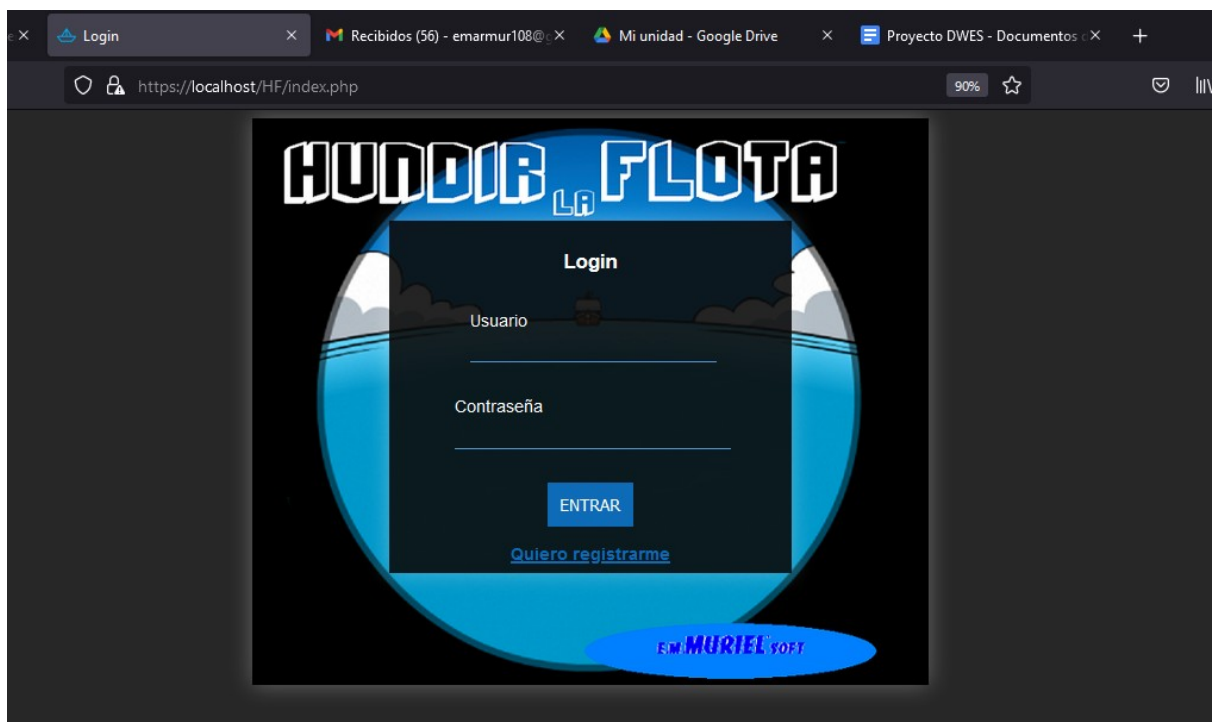 Login
Recibidos (56) - emarmur108@g
Mi unidad - Google Drive
Proyecto DWES - Documentos d
https://localhost/HF/index.php
90%
HUNDIR LA FLOTA
Login
Usuario
Contraseña
ENTRAR
Quiero registrarme
EM MURIEL SOFT